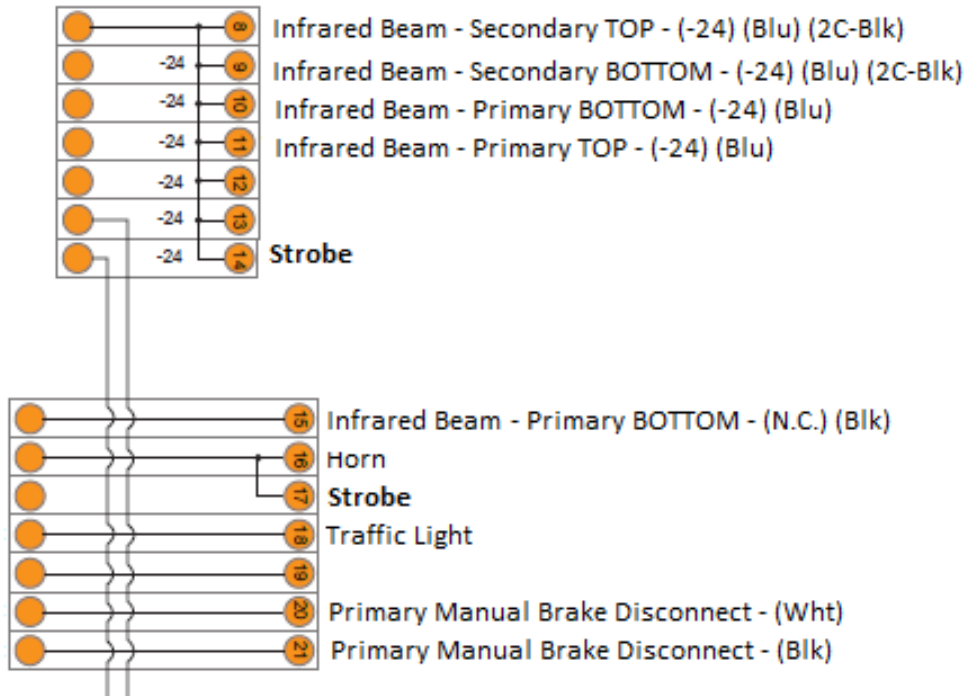 8 Infrared Beam - Secondary TOP - (-24) (Blu) (2C-Blk)
-24 9 Infrared Beam - Secondary BOTTOM - (-24) (Blu) (2C-Blk)
-24 10 Infrared Beam - Primary BOTTOM - (-24) (Blu)
-24 11 Infrared Beam - Primary TOP - (-24) (Blu)
-24 12
-24 13
-24 14 Strobe
15 Infrared Beam - Primary BOTTOM - (N.C.) (Blk)
16 Horn
17 Strobe
18 Traffic Light
19
20 Primary Manual Brake Disconnect - (Wht)
21 Primary Manual Brake Disconnect - (Blk)